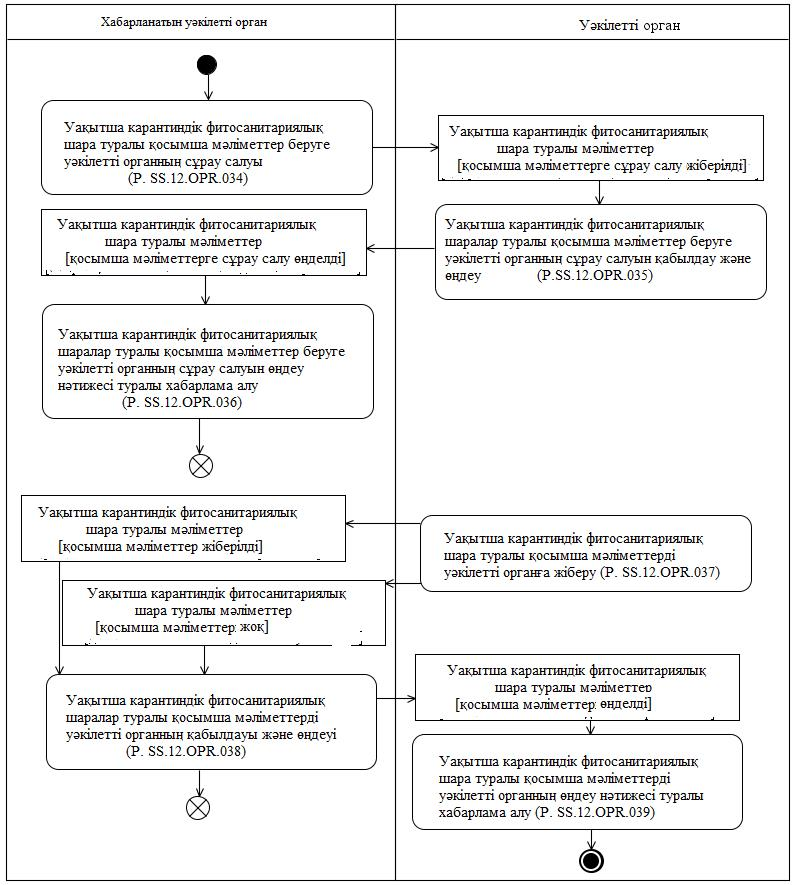 Хабарланатын уәкілетті орган
Уәкілетті орган
Уақытша карантиндік фитосанитариялық
шара туралы қосымша мәліметтер беруге
уәкілетті органның сұрау салуы
(P. SS.12.OPR.034)
Уақытша карантиндік фитосанитариялық
шара туралы мәліметтер
[қосымша мәліметтерге сұрау салу жіберілді]
Уақытша карантиндік фитосанитариялық
шара туралы мәліметтер
[қосымша мәліметтерге сұрау салу өңделді]
Уақытша карантиндік фитосанитариялық
шаралар туралы қосымша мәліметтер беруге
уәкілетті органның сұрау салуын қабылдау және
өңдеу (P.SS.12.OPR.035)
Уақытша карантиндік фитосанитариялық
шаралар туралы қосымша мәліметтер беруге
уәкілетті органның сұрау салуын өңдеу
нәтижесі туралы хабарлама алу
(P. SS.12.OPR.036)
Уақытша карантиндік фитосанитариялық
шара туралы мәліметтер
[қосымша мәліметтер жіберілді]
Уақытша карантиндік фитосанитариялық
шара туралы қосымша мәліметтерді
уәкілетті органға жіберу (P. SS.12.OPR.037)
Уақытша карантиндік фитосанитариялық
шара туралы мәліметтер
[қосымша мәліметтер жоқ]
Уақытша карантиндік фитосанитариялық
шаралар туралы қосымша мәліметтерді
уәкілетті органның қабылдауы және өңдеуі
(P. SS.12.OPR.038)
Уақытша карантиндік фитосанитариялық
шара туралы мәліметтер
[қосымша мәліметтер өңделді]
Уақытша карантиндік фитосанитариялық
шара туралы қосымша мәліметтерді
уәкілетті органның өңдеу нәтижесі туралы
хабарлама алу (P. SS.12.OPR.039)